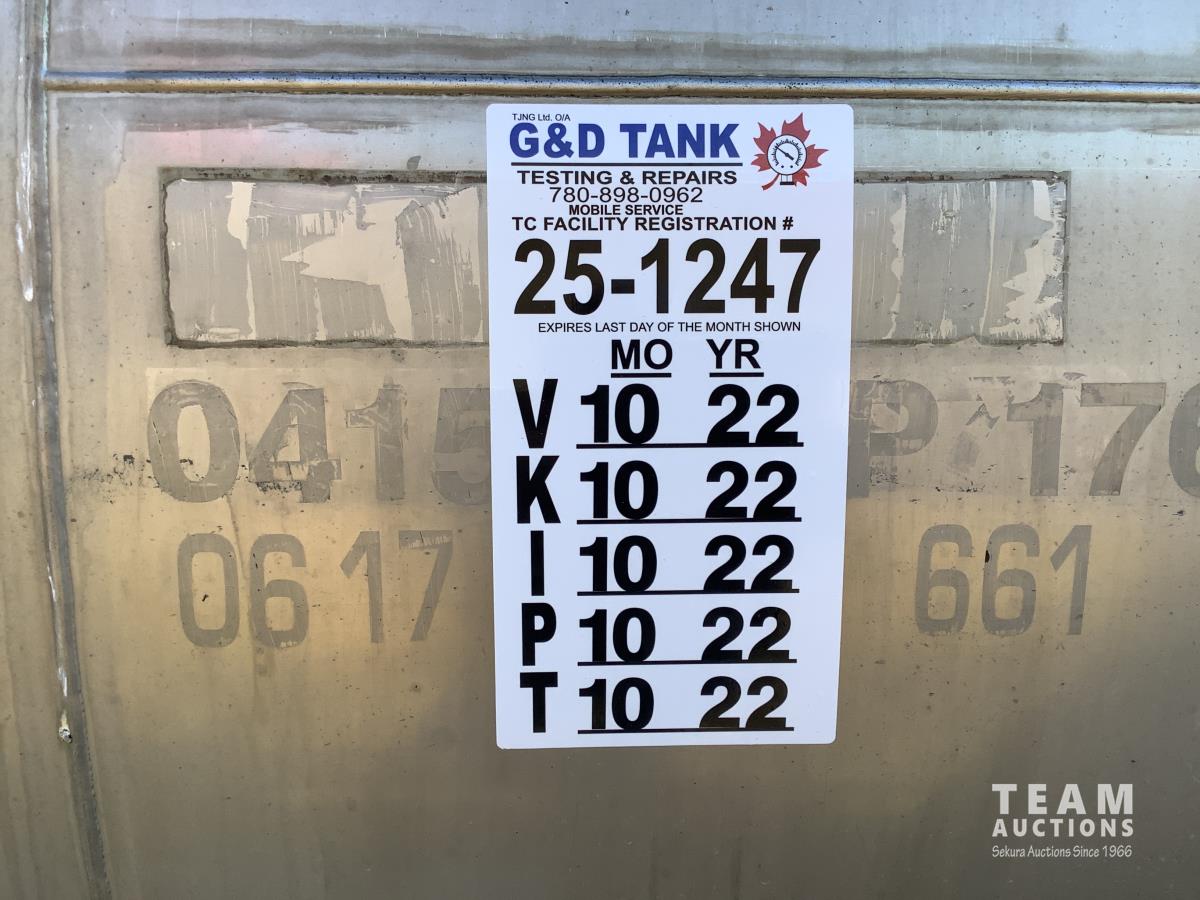 TJNG Ltd. O/A
G&D TANK
TESTING & REPAIRS
780-898-0962
MOBILE SERVICE
TC FACILITY REGISTRATION #
25-1247
EXPIRES LAST DAY OF THE MONTH SHOWN
MO YR
V 10 22
K 10 22
I 10 22
P 10 22
T 10 22
0415 P 176
0617 661
TEAM
AUCTIONS
Sekura Auctions Since 1966